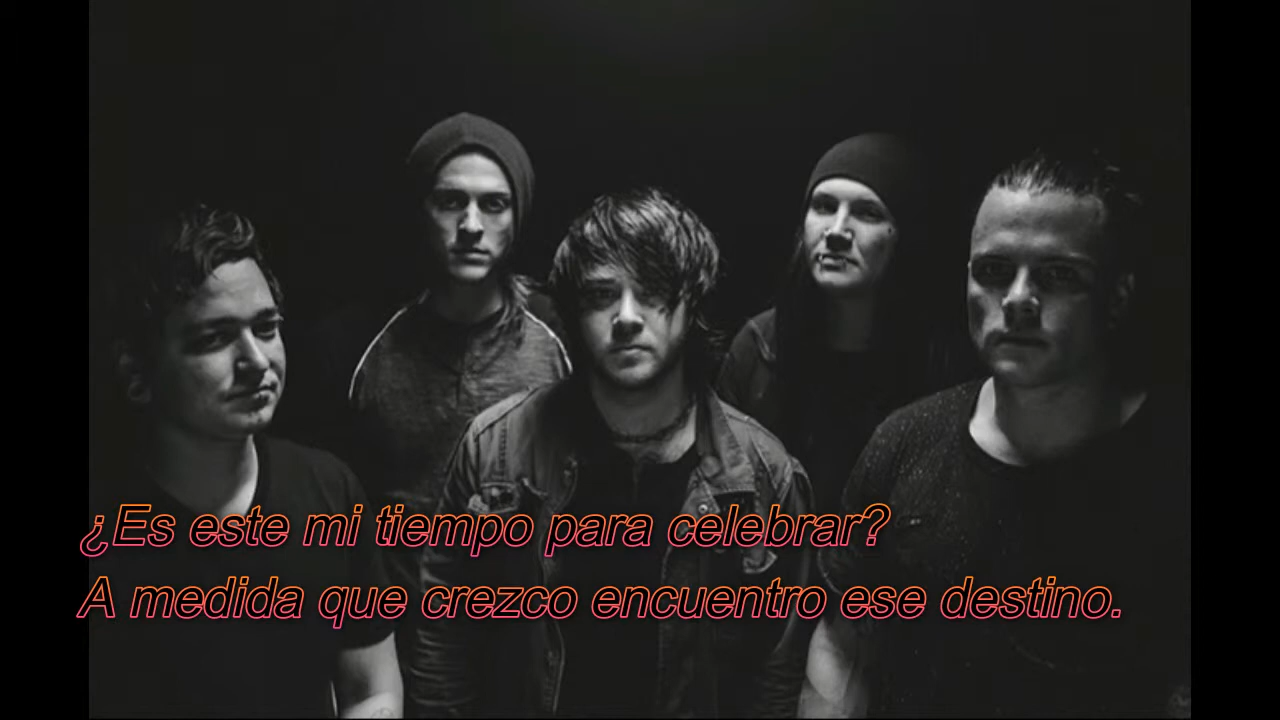 ¿Es este mi tiempo para celebrar?
A medida que crezco encuentro ese destino.